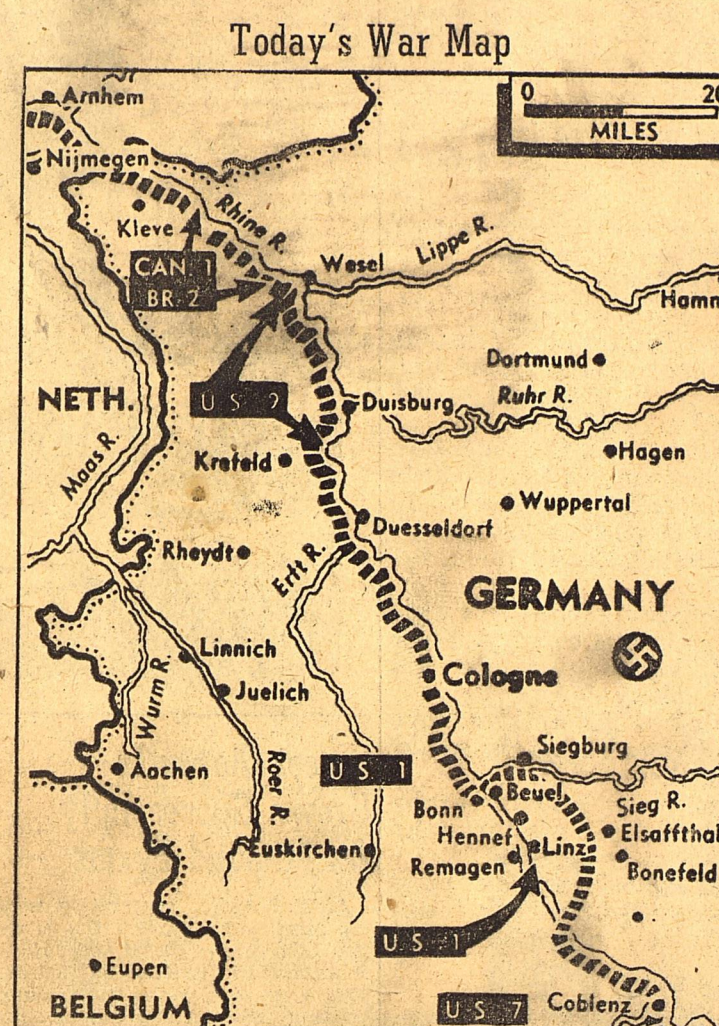 Today's War Map
Arnhem
0 20
MILES
Nijmegen
Kleve
Rhine R.
CAN. 1
BR. 2
Wesel
Lippe R.
Hamm
Dortmund
NETH.
U S 9
Duisburg
Ruhr R.
Maas R.
Krefeld
Hagen
Wuppertal
Duesseldorf
Rheydt
Erft R.
GERMANY
Linnich
Cologne
Juelich
Wurm R.
Siegburg
Aachen
Roer R.
U S 1
Beuel
Sieg R.
Bonn
Hennef
Elsaffthal
Euskirchen
Linz
Remagen
Bonefeld
U S 1
Eupen
BELGIUM
U S 7
Coblenz